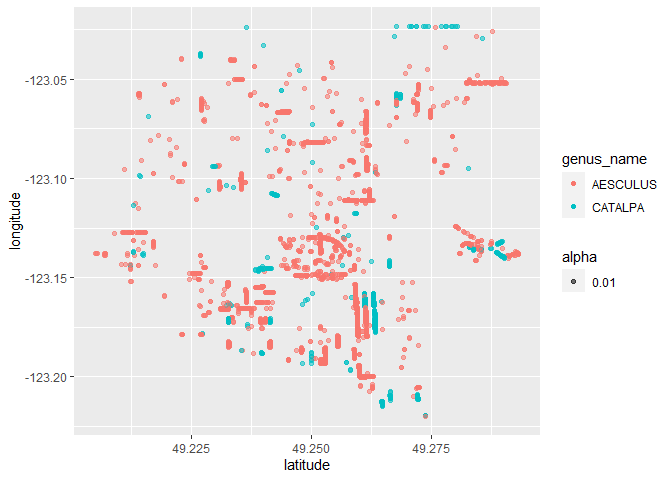 -123.05
-123.10
-123.15
-123.20
longitude
49.225
49.250
49.275
latitude
genus_name
AESCULUS
CATALPA
alpha
0.01